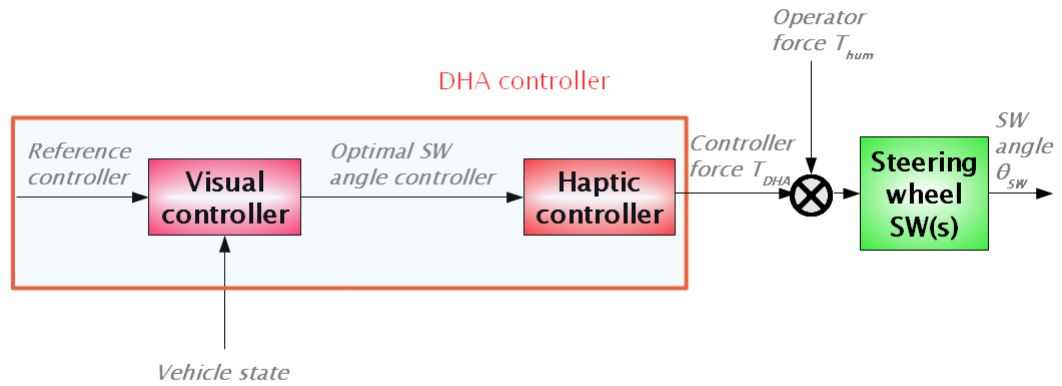 Operator
force T_hum
DHA controller
Reference
controller
Optimal SW
angle controller
Controller
force T_DHA
SW
angle
θ_SW
Visual
controller
Haptic
controller
Steering
wheel
SW(s)
Vehicle state